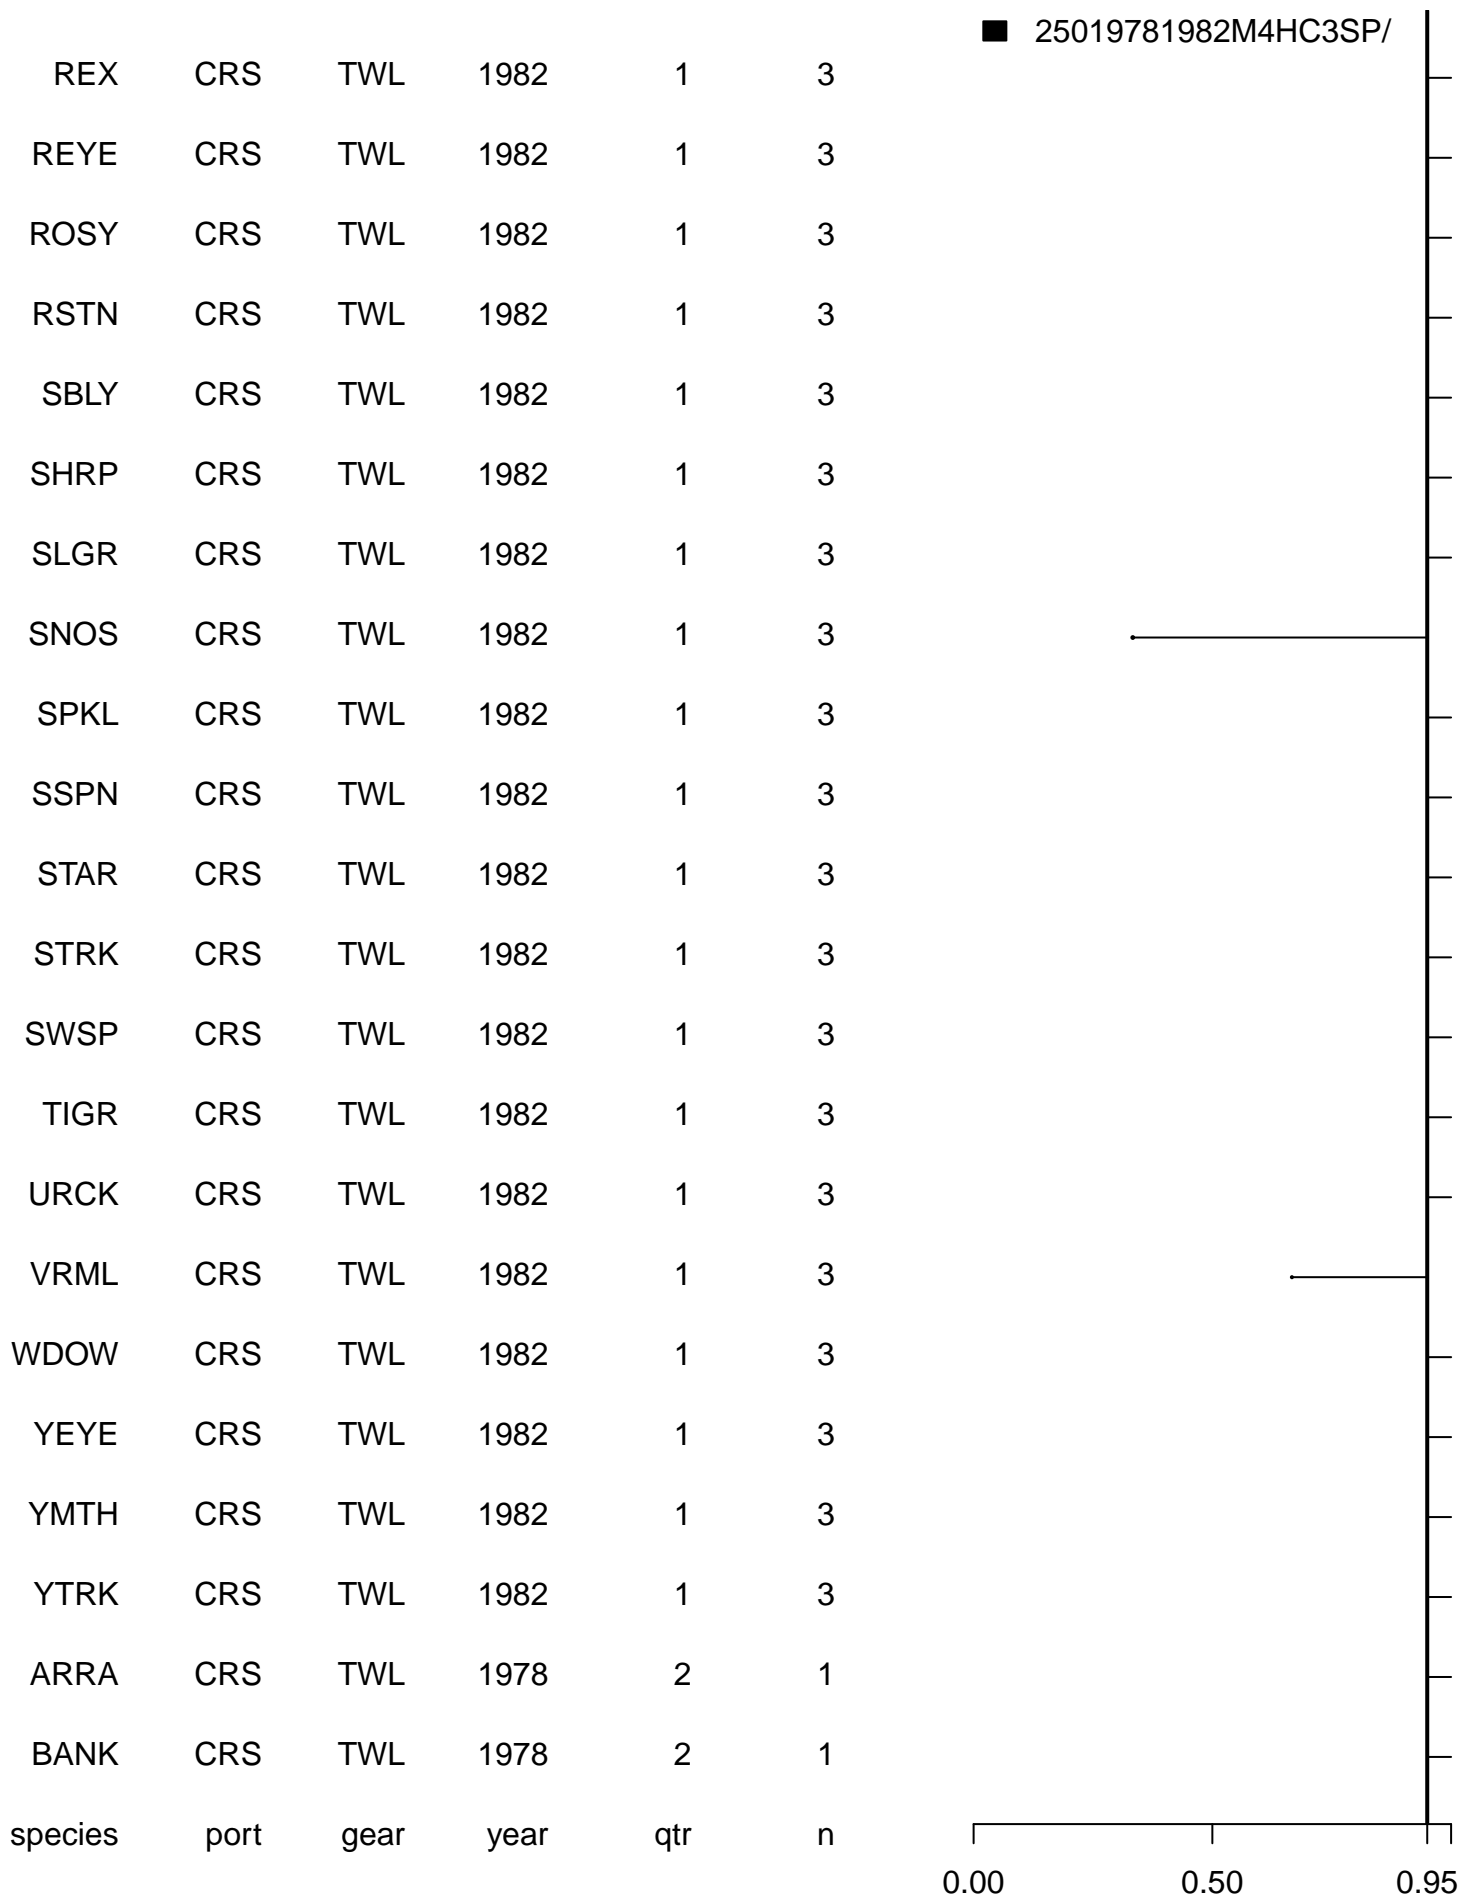 25019781982M4HC3SP/
REX CRS TWL 1982 1 3
REYE CRS TWL 1982 1 3
ROSY CRS TWL 1982 1 3
RSTN CRS TWL 1982 1 3
SBLY CRS TWL 1982 1 3
SHRP CRS TWL 1982 1 3
SLGR CRS TWL 1982 1 3
SNOS CRS TWL 1982 1 3
SPKL CRS TWL 1982 1 3
SSPN CRS TWL 1982 1 3
STAR CRS TWL 1982 1 3
STRK CRS TWL 1982 1 3
SWSP CRS TWL 1982 1 3
TIGR CRS TWL 1982 1 3
URCK CRS TWL 1982 1 3
VRML CRS TWL 1982 1 3
WDOW CRS TWL 1982 1 3
YEYE CRS TWL 1982 1 3
YMTH CRS TWL 1982 1 3
YTRK CRS TWL 1982 1 3
ARRA CRS TWL 1978 2 1
BANK CRS TWL 1978 2 1
species port gear year qtr n
0.00 0.50 0.95